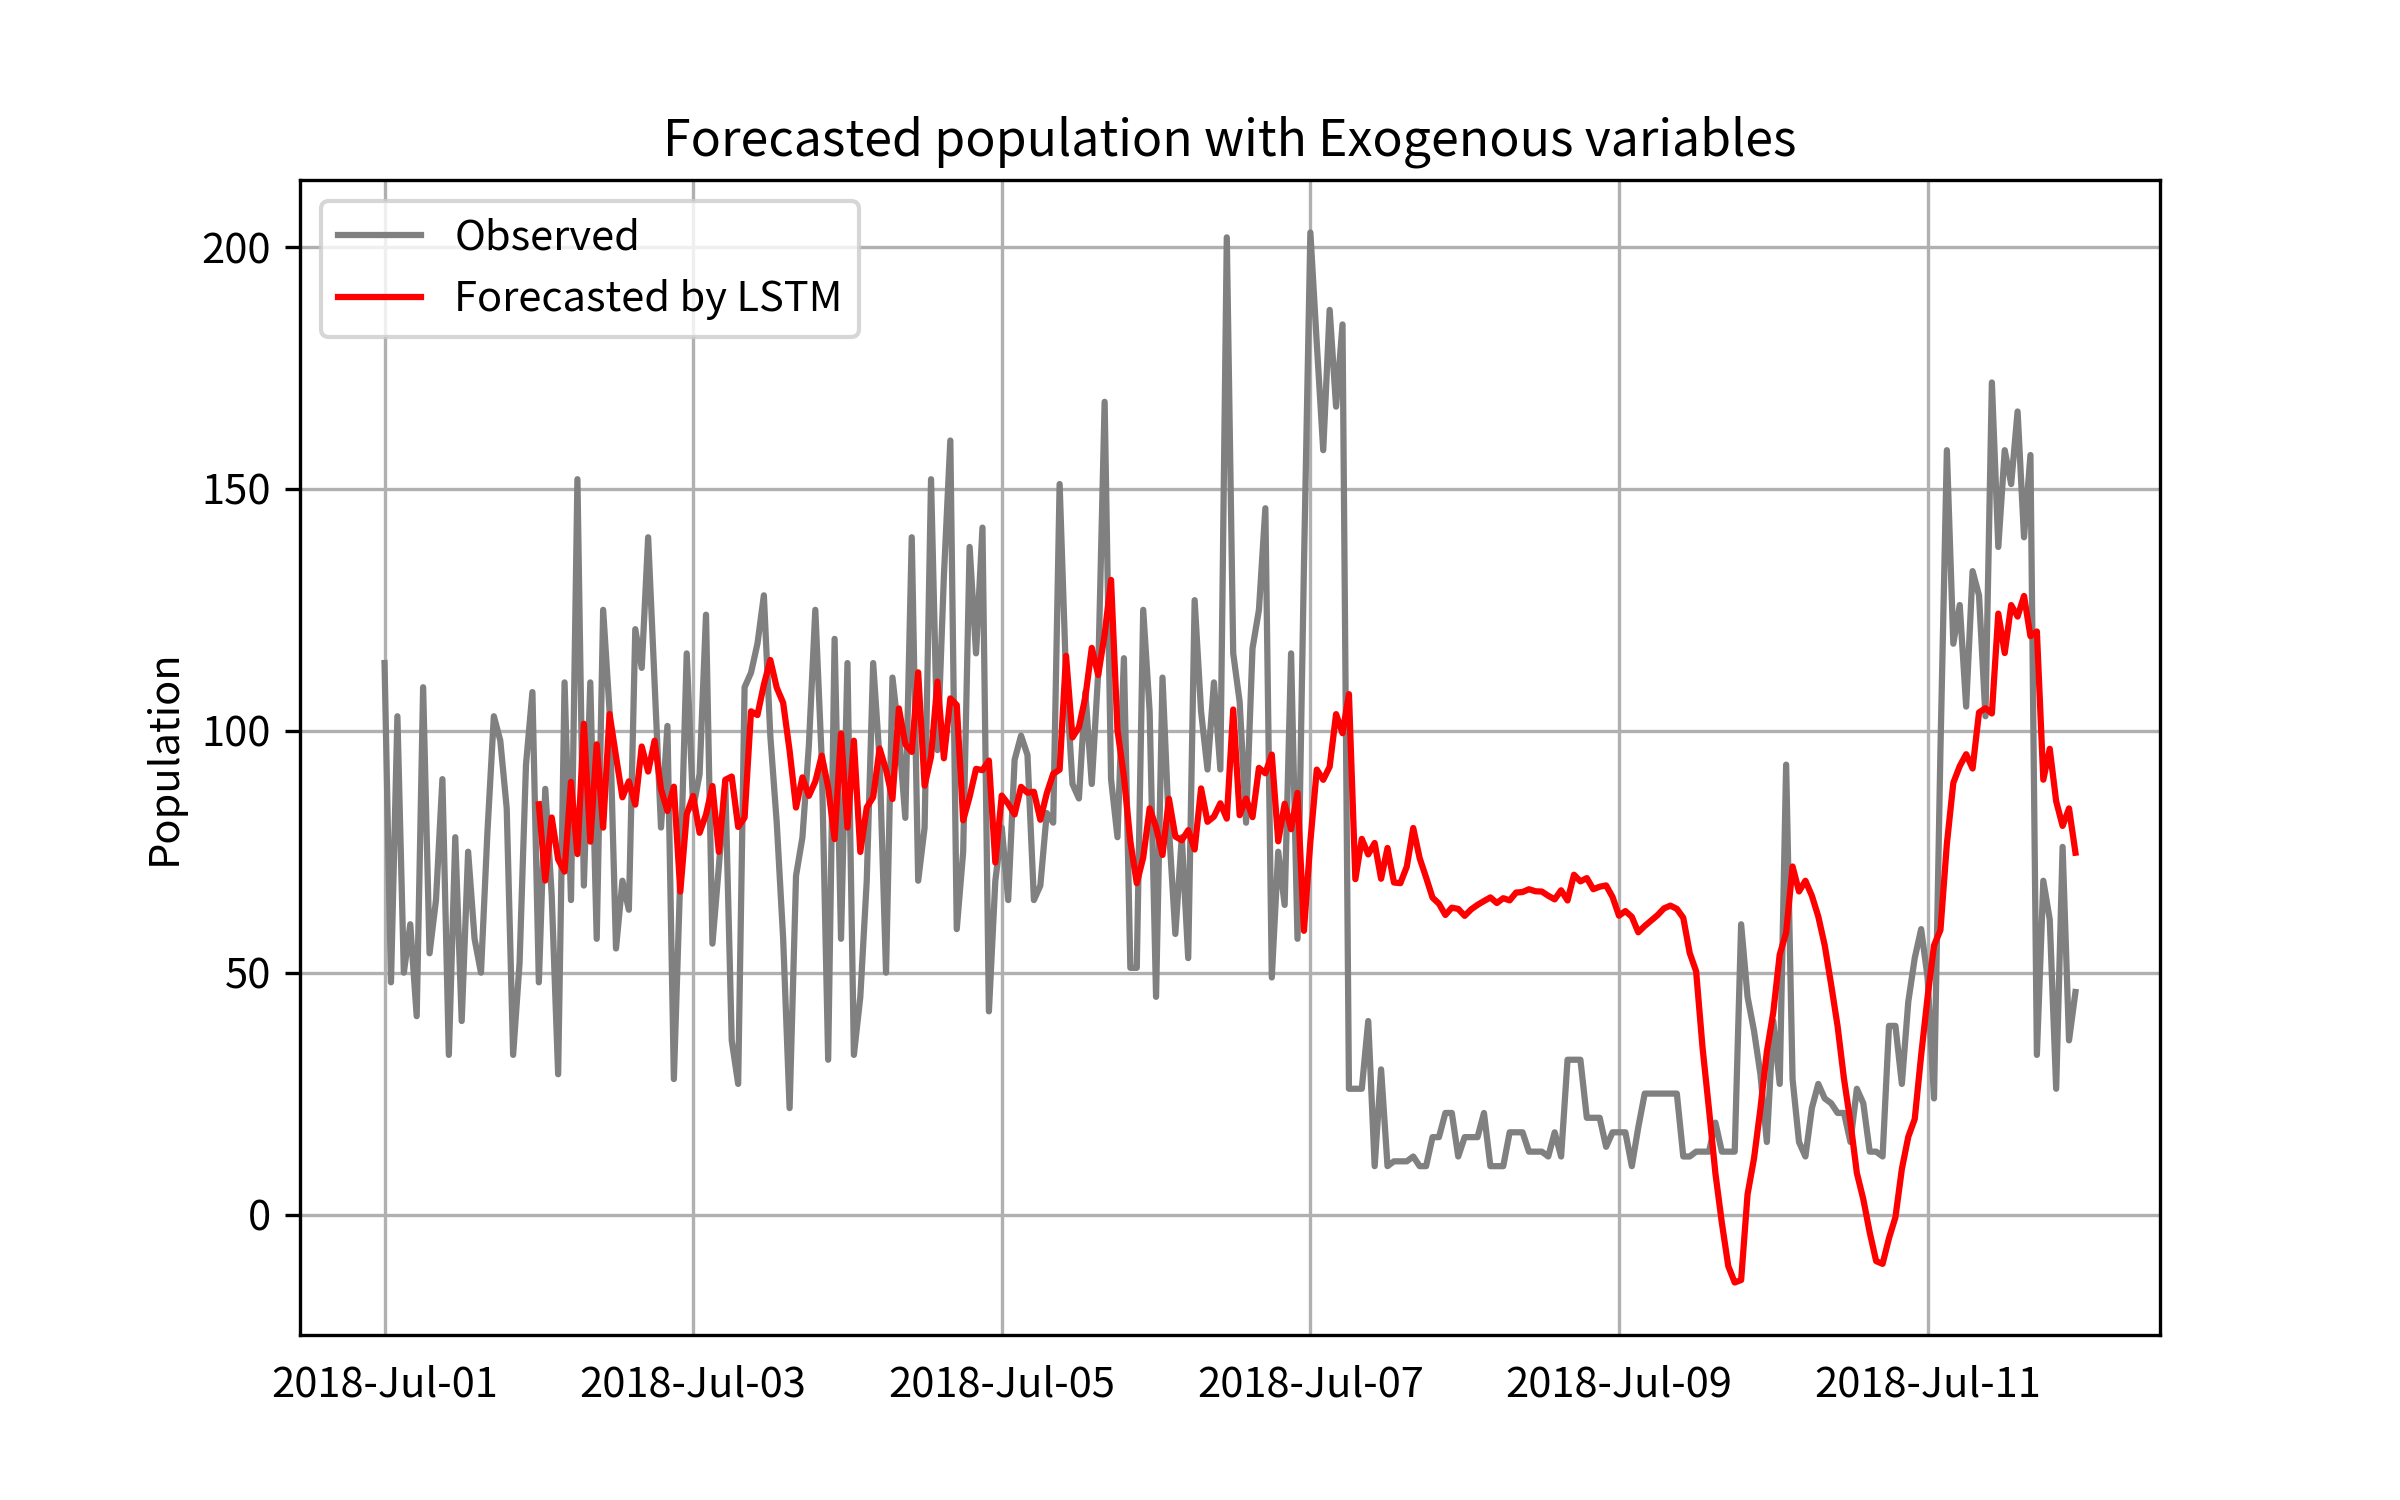 Forecasted population with Exogenous variables
Observed
Forecasted by LSTM
Population
200
150
100
50
0
2018-Jul-01
2018-Jul-03
2018-Jul-05
2018-Jul-07
2018-Jul-09
2018-Jul-11